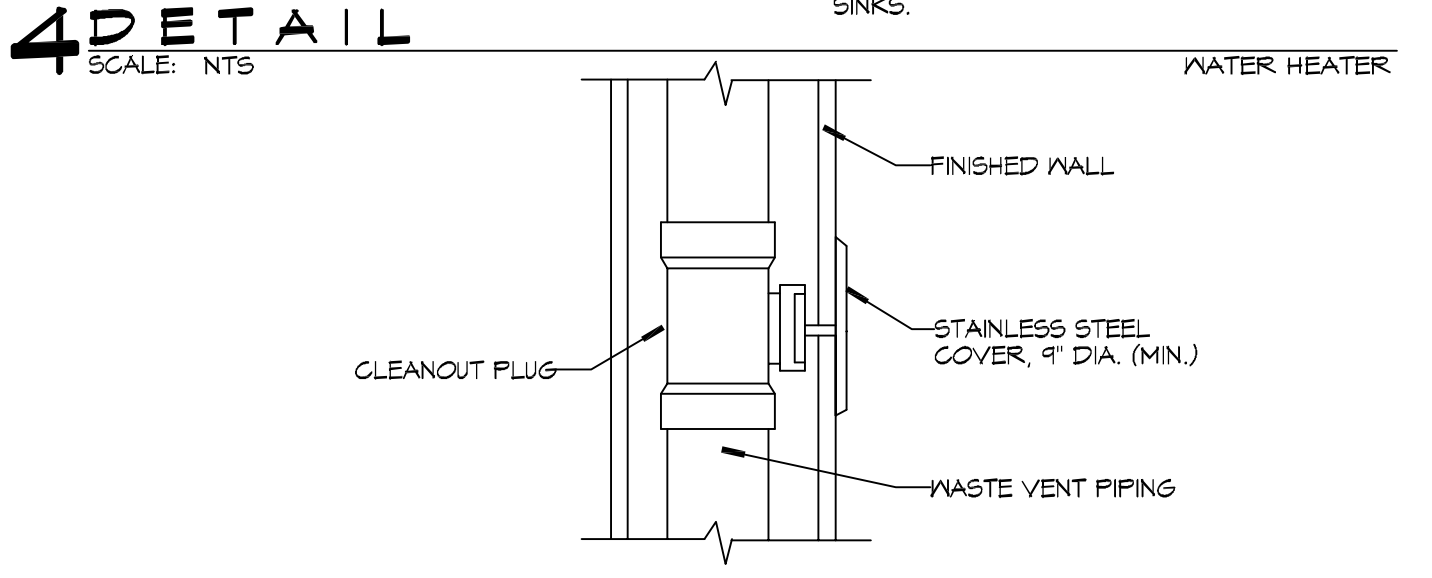 SINKS.
4 DETAIL
SCALE: NTS
WATER HEATER
FINISHED WALL
STAINLESS STEEL
COVER, 9" DIA. (MIN.)
CLEANOUT PLUG
WASTE VENT PIPING